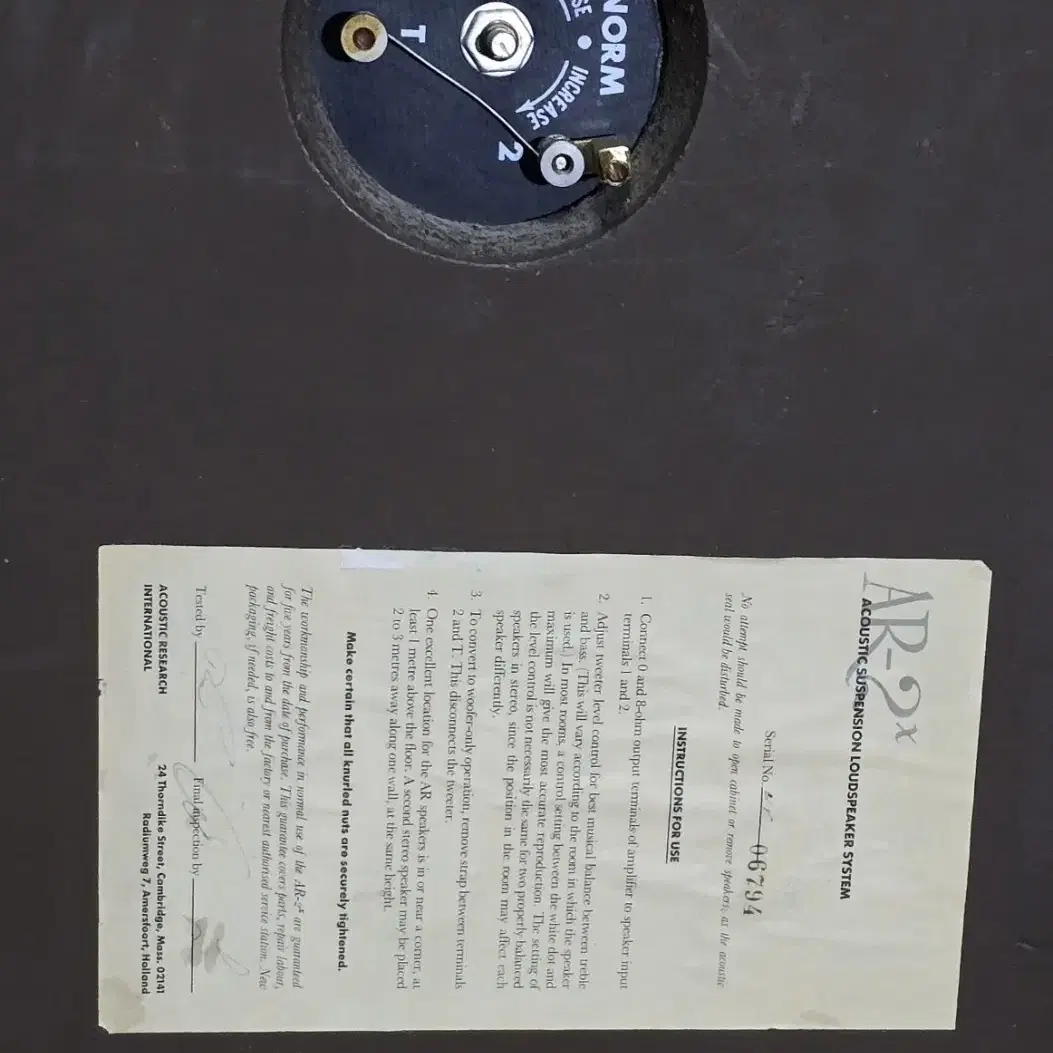 NORM
SE
INCREASE
T
2
AR-2x
ACOUSTIC SUSPENSION LOUDSPEAKER SYSTEM
Serial No. 06794
No attempt should be made to open cabinet or remove speakers, as the acoustic
seal would be disturbed.
INSTRUCTIONS FOR USE
1. Connect 0 and 8-ohm output terminals of amplifier to speaker input
terminals 1 and 2.
2. Adjust tweeter level control for best musical balance between treble
and bass. (This will vary according to the room in which the speaker
is used.) In most rooms, a control setting between the white dot and
maximum will give the most accurate reproduction. The setting of
the level control is not necessarily the same for two properly balanced
speakers in stereo, since the position in the room may affect each
speaker differently.
3. To convert to woofer-only operation, remove strap between terminals
2 and T. This disconnects the tweeter.
4. One excellent location for the AR speakers is in or near a corner, at
least 1 metre above the floor. A second stereo speaker may be placed
2 to 3 metres away along one wall, at the same height.
Make certain that all knurled nuts are securely tightened.
The workmanship and performance in normal use of the AR-2x are guaranteed
for five years from the date of purchase. This guarantee covers parts, repair labour,
and freight costs to and from the factory or nearest authorised service station. New
packaging, if needed, is also free.
Tested by Final inspection by
ACOUSTIC RESEARCH 24 Thorndike Street, Cambridge, Mass. 02141
INTERNATIONAL Radiumweg 7, Amersfoort, Holland